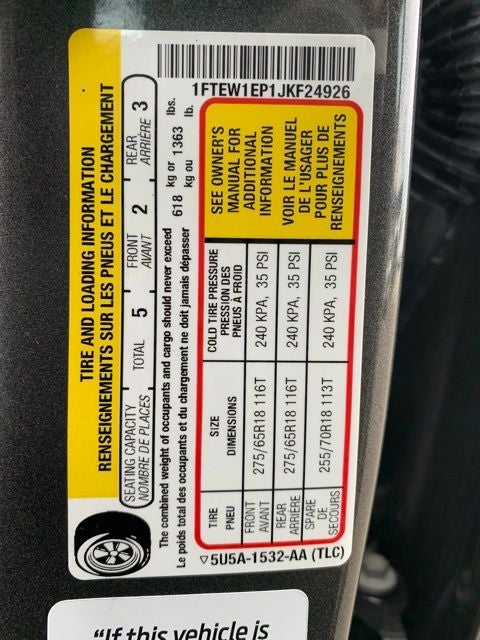 TIRE AND LOADING INFORMATION
RENSEIGNEMENTS SUR LES PNEUS ET LE CHARGEMENT
SEATING CAPACITY
NOMBRE DE PLACES
TOTAL 5
FRONT
AVANT
2
REAR
ARRIÈRE
3
The combined weight of occupants and cargo should never exceed
Le poids total des occupants et du chargement ne doit jamais dépasser
618
kg or
kg ou
1363
lbs.
lb.
1FTEW1EP1JKF24926
TIRE
PNEU
SIZE
DIMENSIONS
COLD TIRE PRESSURE
PRESSION DES
PNEUS A FROID
FRONT
AVANT
275/65R18 116T
240 KPA, 35 PSI
REAR
ARRIÈRE
275/65R18 116T
240 KPA, 35 PSI
SPARE
DE
SECOURS
255/70R18 113T
240 KPA, 35 PSI
SEE OWNER'S
MANUAL FOR
ADDITIONAL
INFORMATION
VOIR LE MANUEL
DE L'USAGER
POUR PLUS DE
RENSEIGNEMENTS
▽5U5A-1532-AA (TLC)
"If this vehicle is